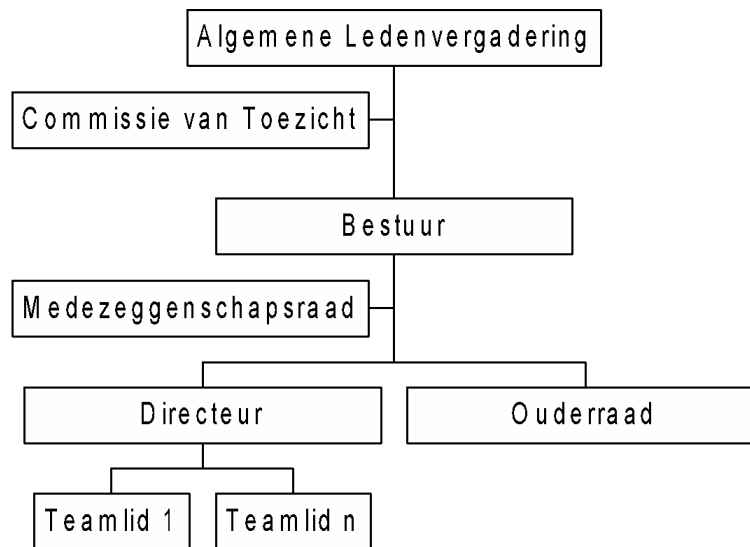 Algemene Ledenvergadering
Commissie van Toezicht
Bestuur
Medezeggenschapsraad
Directeur
Ouderraad
Teamlid 1
Teamlid n